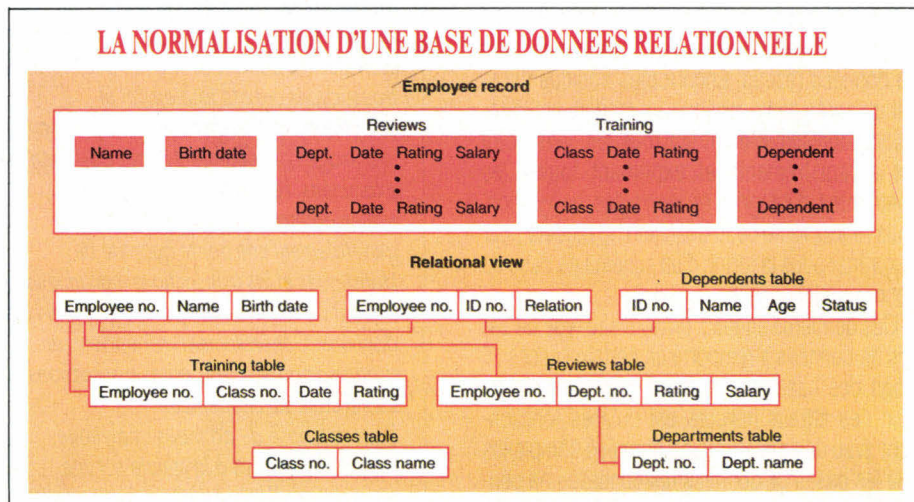 LA NORMALISATION D'UNE BASE DE DONNEES RELATIONNELLE
Employee record
Reviews Training
Name Birth date Dept. Date Rating Salary Class Date Rating Dependent
Dept. Date Rating Salary Class Date Rating Dependent
Relational view
Dependents table
Employee no. Name Birth date Employee no. ID no. Relation ID no. Name Age Status
Training table Reviews table
Employee no. Class no. Date Rating Employee no. Dept. no. Rating Salary
Classes table Departments table
Class no. Class name Dept. no. Dept. name